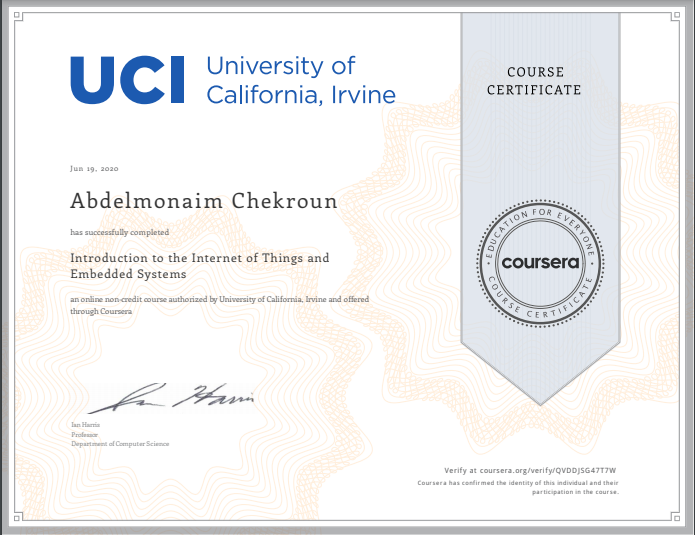 UCI University of
California, Irvine
COURSE
CERTIFICATE
Jun 19, 2020
Abdelmonaim Chekroun
has successfully completed
Introduction to the Internet of Things and
Embedded Systems
an online non-credit course authorized by University of California, Irvine and offered
through Coursera
EDUCATION FOR EVERYONE
coursera
COURSE CERTIFICATE
Ian Harris
Ian Harris
Professor
Department of Computer Science
Verify at coursera.org/verify/QVDDJSG47T7W
Coursera has confirmed the identity of this individual and their
participation in the course.